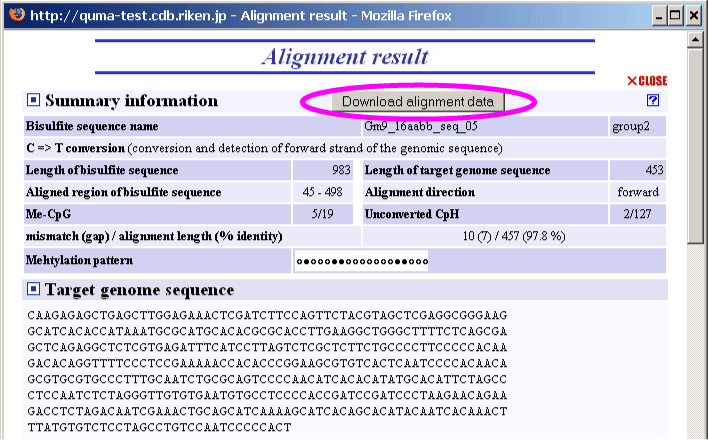 http://quma-test.cdb.riken.jp - Alignment result - Mozilla Firefox
Alignment result
×CLOSE
Summary information
Download alignment data
?
Bisulfite sequence name Gm9_16aabb_seq_05 group2
C => T conversion (conversion and detection of forward strand of the genomic sequence)
Length of bisulfite sequence 983 Length of target genome sequence 453
Aligned region of bisulfite sequence 45 - 498 Alignment direction forward
Me-CpG 5/19 Unconverted CpH 2/127
mismatch (gap) / alignment length (% identity) 10 (7) / 457 (97.8 %)
Mehtylation pattern
Target genome sequence
CAAGAGAGCTGAGCTTGGAGAAACTCGATCTTCCAGTTCTACGTAGCTCGAGGCGGGAAG
GCATCACACCATAAATGCGCATGCACACGCGCACCTTGAAGGCTGGGCTTTTCTCAGCGA
GCTCAGAGGCTCTCGTGAGATTTCATCCTTAGTCTCGCTCTTCTGCCCCTTCCCCCACAA
GACACAGGTTTTCCCTCCGAAAAACCACACCCGGAAGCGTGTCACTCAATCCCCACAACA
GCGTGCGTGCCCTTTGCAATCTGCGCAGTCCCCAACATCACACATATGCACATTCTAGCC
CTCCAATCTCTAGGGTTGTGTGAATGTGCCTCCCCACCGATCCGATCCCTAAGAACAGAA
GACCTCTAGACAATCGAAACTGCAGCATCAAAAGCATCACAGCACATACAATCACAAACT
TTATGTGTCTCCTAGCCTGTCCAATCCCCCACT